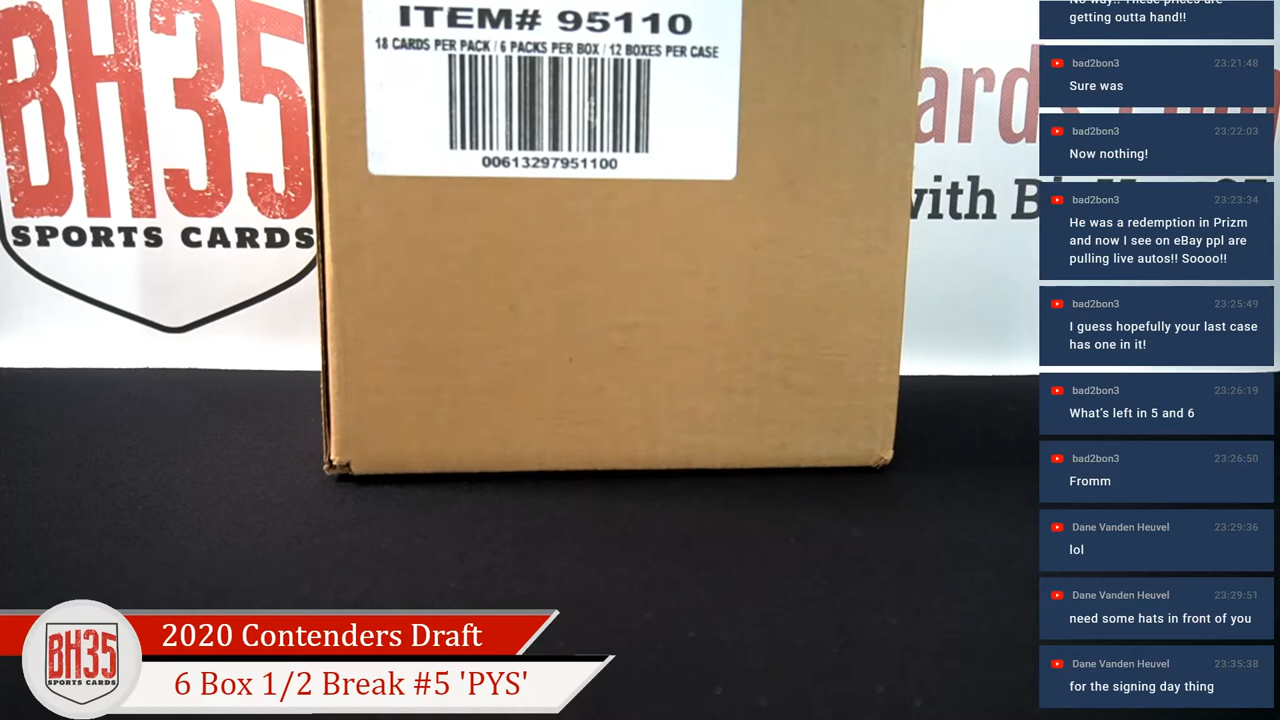 ITEM# 95110
18 CARDS PER PACK / 6 PACKS PER BOX / 12 BOXES PER CASE
00613297951100
BH35
SPORTS CARDS
with
2020 Contenders Draft
6 Box 1/2 Break #5 'PYS'
BH35
SPORTS CARDS
getting outta hand!!
bad2bon3 23:21:48
Sure was
bad2bon3 23:22:03
Now nothing!
bad2bon3 23:23:34
He was a redemption in Prizm
and now I see on eBay ppl are
pulling live autos!! Soooo!!
bad2bon3 23:25:49
I guess hopefully your last case
has one in it!
bad2bon3 23:26:19
What's left in 5 and 6
bad2bon3 23:26:50
Fromm
Dane Vanden Heuvel 23:29:36
lol
Dane Vanden Heuvel 23:29:51
need some hats in front of you
Dane Vanden Heuvel 23:35:38
for the signing day thing